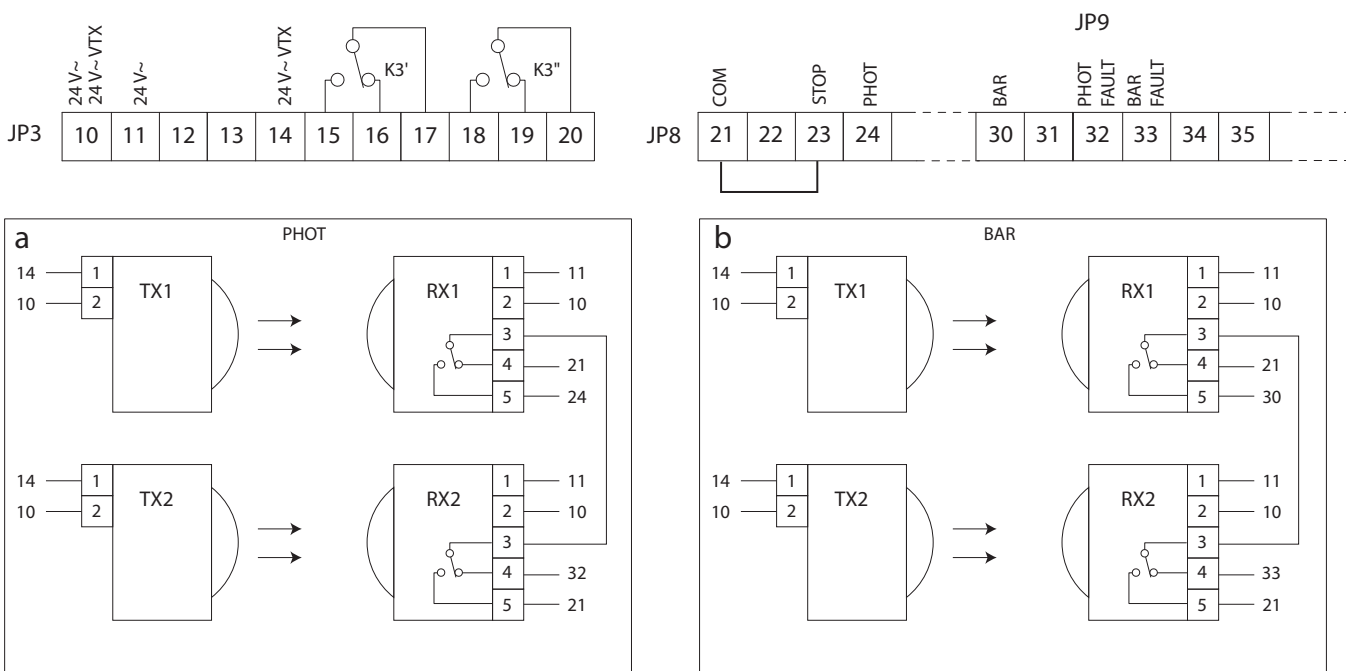 JP9
24 V~
24 V~ VTX
24 V~
24 V~ VTX
K3'
K3"
COM
STOP
PHOT
BAR
PHOT
FAULT
BAR
FAULT
JP3 10 11 12 13 14 15 16 17 18 19 20
JP8 21 22 23 24 30 31 32 33 34 35
a PHOT
14 1 TX1 RX1 1 11
10 2 2 10
3
4 21
5 24
14 1 TX2 RX2 1 11
10 2 2 10
3
4 32
5 21
b BAR
14 1 TX1 RX1 1 11
10 2 2 10
3
4 21
5 30
14 1 TX2 RX2 1 11
10 2 2 10
3
4 33
5 21